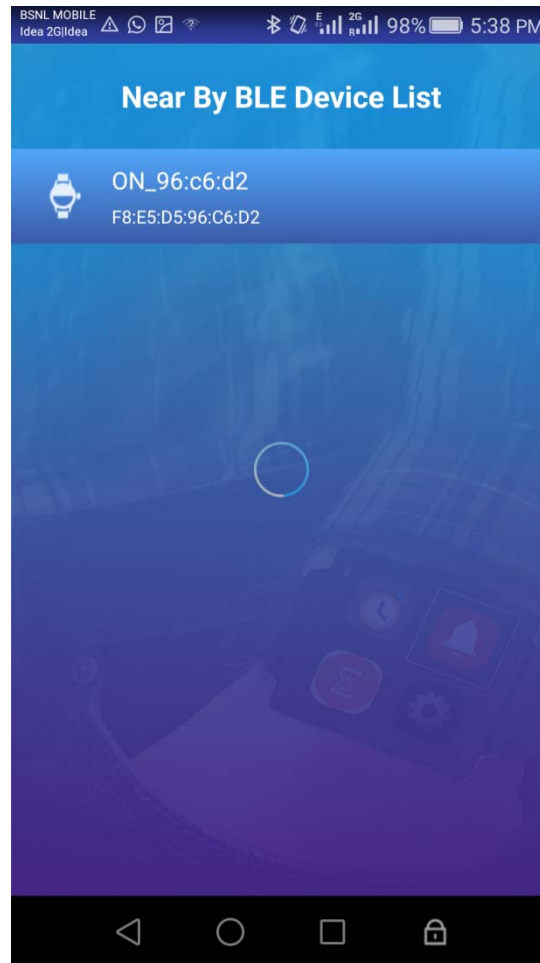 BSNL MOBILE
Idea 2G|Idea
E 2G R 98% 5:38 PM
Near By BLE Device List
ON_96:c6:d2
F8:E5:D5:96:C6:D2